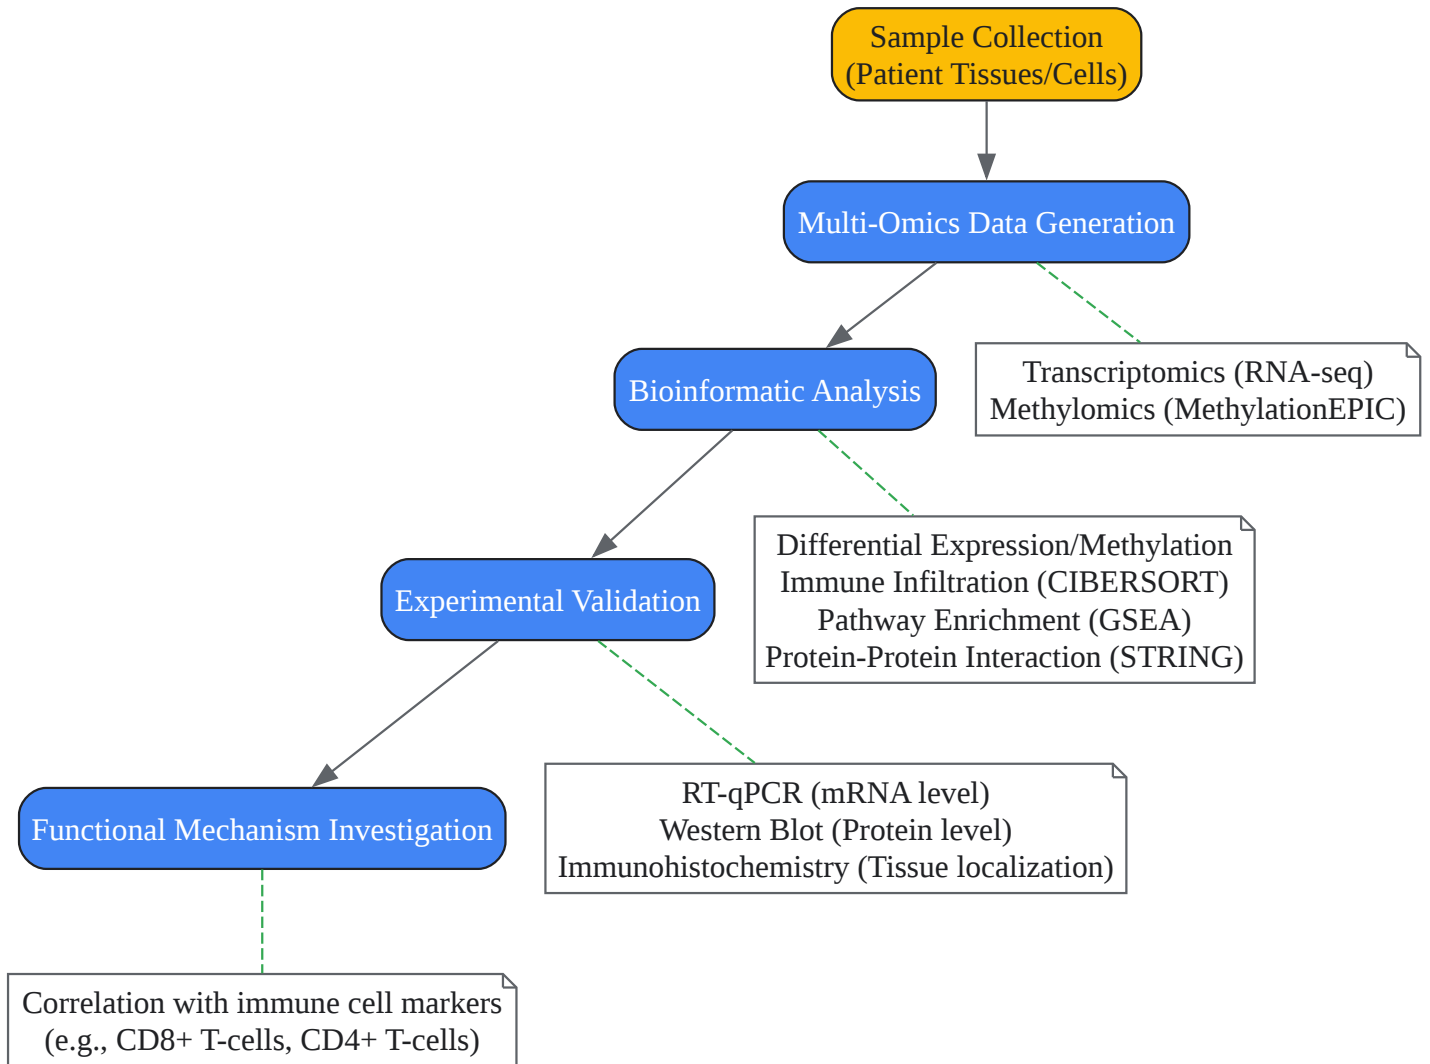 Sample Collection
(Patient Tissues/Cells)
Multi-Omics Data Generation
Transcriptomics (RNA-seq)
Methylomics (MethylationEPIC)
Bioinformatic Analysis
Differential Expression/Methylation
Immune Infiltration (CIBERSORT)
Pathway Enrichment (GSEA)
Protein-Protein Interaction (STRING)
Experimental Validation
RT-qPCR (mRNA level)
Western Blot (Protein level)
Immunohistochemistry (Tissue localization)
Functional Mechanism Investigation
Correlation with immune cell markers
(e.g., CD8+ T-cells, CD4+ T-cells)